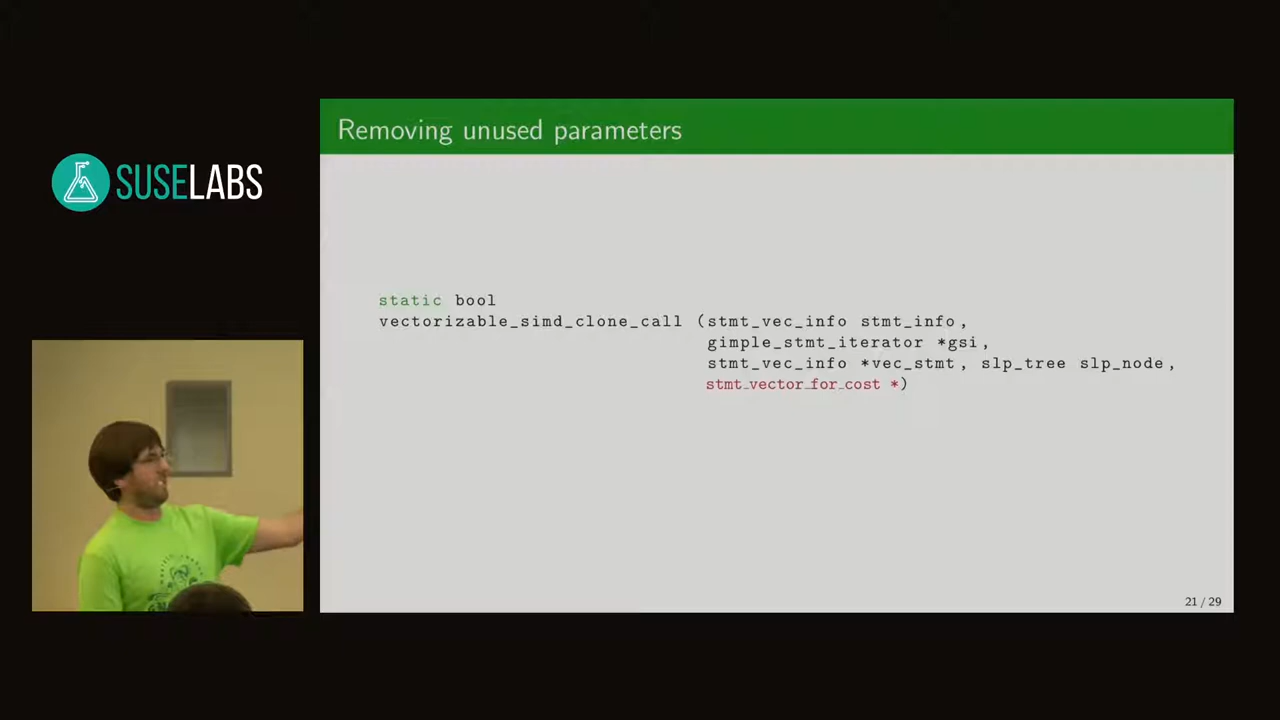 SUSELABS
Removing unused parameters
static bool
vectorizable_simd_clone_call (stmt_vec_info stmt_info,
gimple_stmt_iterator *gsi,
stmt_vec_info *vec_stmt, slp_tree slp_node,
stmt_vector_for_cost *)
21 / 29